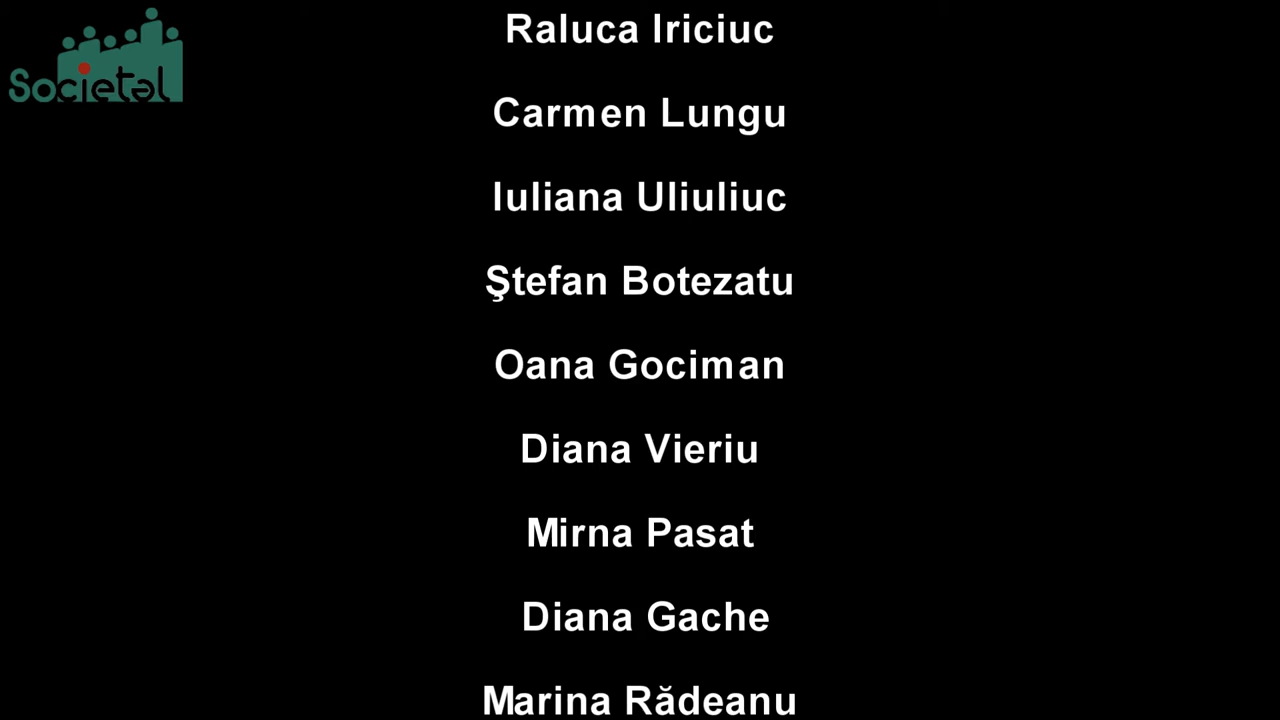 Societal
Raluca Iriciuc
Carmen Lungu
Iuliana Uliuliuc
Ştefan Botezatu
Oana Gociman
Diana Vieriu
Mirna Pasat
Diana Gache
Marina Rădeanu